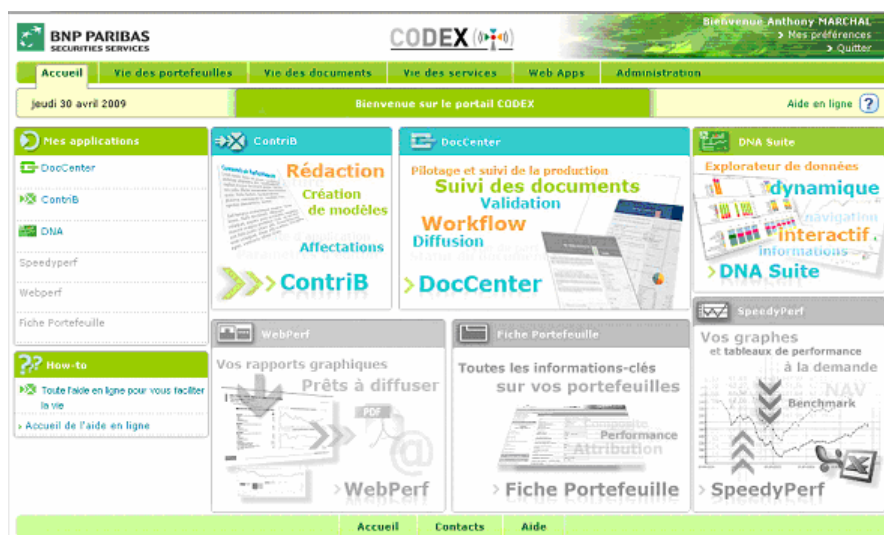 BNP PARIBAS
SECURITIES SERVICES
CODEX
Bienvenue Anthony MARCHAL
> Mes préférences
> Quitter
Accueil Vie des portefeuilles Vie des documents Vie des services Web Apps Administration
jeudi 30 avril 2009
Bienvenue sur le portail CODEX
Aide en ligne ?
Mes applications
DocCenter
ContriB
DNA
Speedyperf
Webperf
Fiche Portefeuille
?? How-to
Toute l'aide en ligne pour vous faciliter
la vie
Accueil de l'aide en ligne
ContriB
Rédaction
Création
de modèles
Affectations
ContriB
DocCenter
Pilotage et suivi de la production
Suivi des documents
Validation
Workflow
Diffusion
> DocCenter
DNA Suite
Explorateur de données
dynamique
navigation
interactif
informations
> DNA Suite
WebPerf
Vos rapports graphiques
Prêts à diffuser
PDF
@
> WebPerf
Fiche Portefeuille
Toutes les informations-clés
sur vos portefeuilles
Composite
Performance
Attribution
> Fiche Portefeuille
SpeedyPerf
Vos graphes
et tableaux de performance
à la demande
NAV
Benchmark
> SpeedyPerf
Accueil Contacts Aide